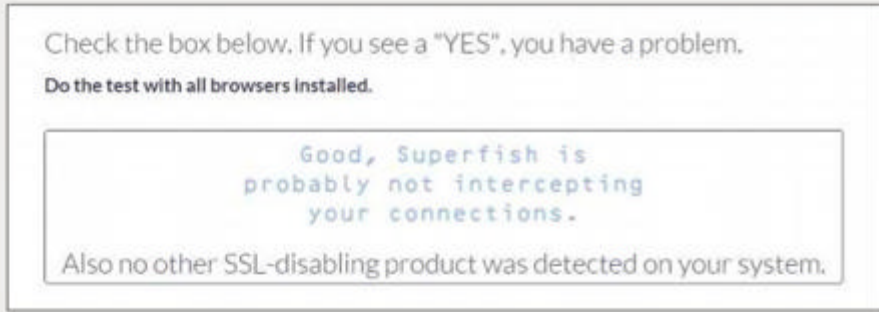 Check the box below. If you see a "YES", you have a problem.
Do the test with all browsers installed.
Good, Superfish is
probably not intercepting
your connections.
Also no other SSL-disabling product was detected on your system.